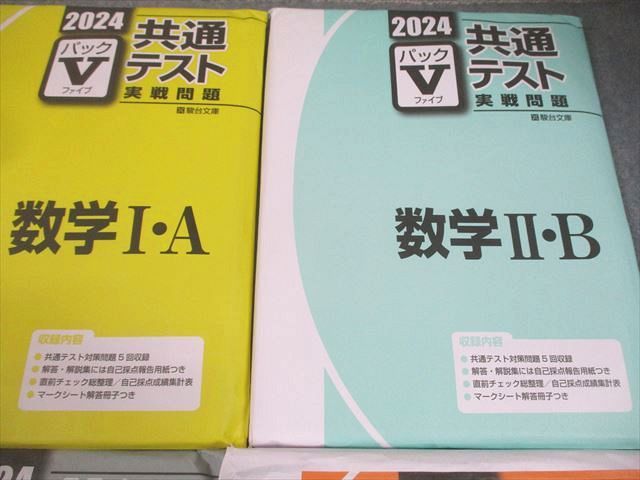 2024
パック
V
ファイブ
共通
テスト
実戦問題
駿台文庫
数学I・A
収録内容
共通テスト対策問題5回収録
解答・解説集には自己採点報告用紙つき
直前チェック総整理/自己採点成績集計表
マークシート解答冊子つき
2024
パック
V
ファイブ
共通
テスト
実戦問題
駿台文庫
数学II・B
収録内容
共通テスト対策問題5回収録
解答・解説集には自己採点報告用紙つき
直前チェック総整理/自己採点成績集計表
マークシート解答冊子つき
024